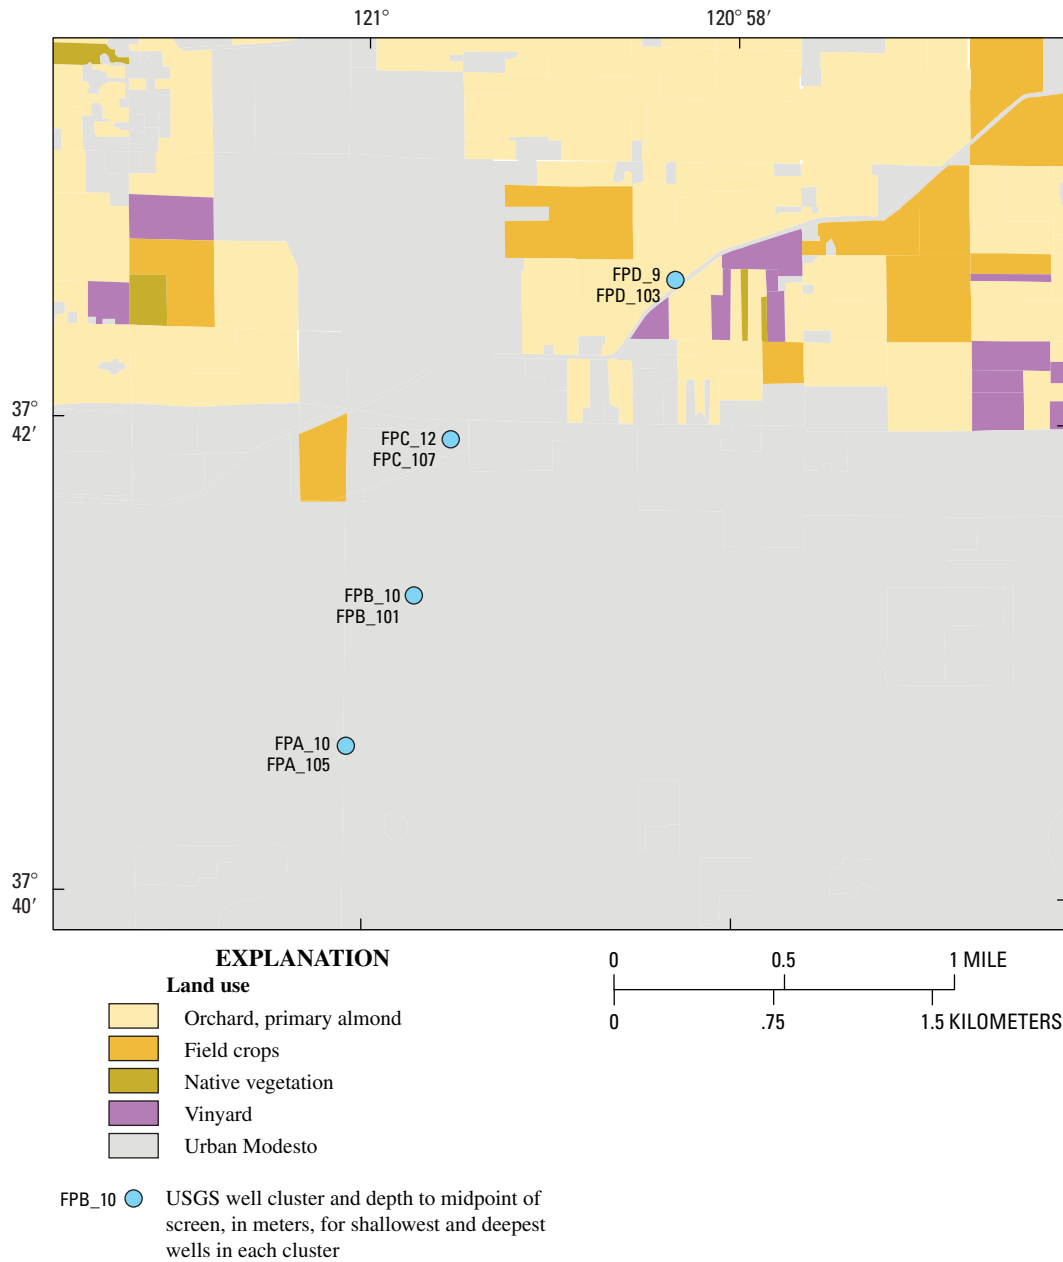 121°
120° 58′
FPD_9
FPD_103
37°
42′
FPC_12
FPC_107
FPB_10
FPB_101
FPA_10
FPA_105
37°
40′
EXPLANATION
Land use
Orchard, primary almond
Field crops
Native vegetation
Vinyard
Urban Modesto
0 0.5 1 MILE
0 .75 1.5 KILOMETERS
FPB_10 USGS well cluster and depth to midpoint of
screen, in meters, for shallowest and deepest
wells in each cluster